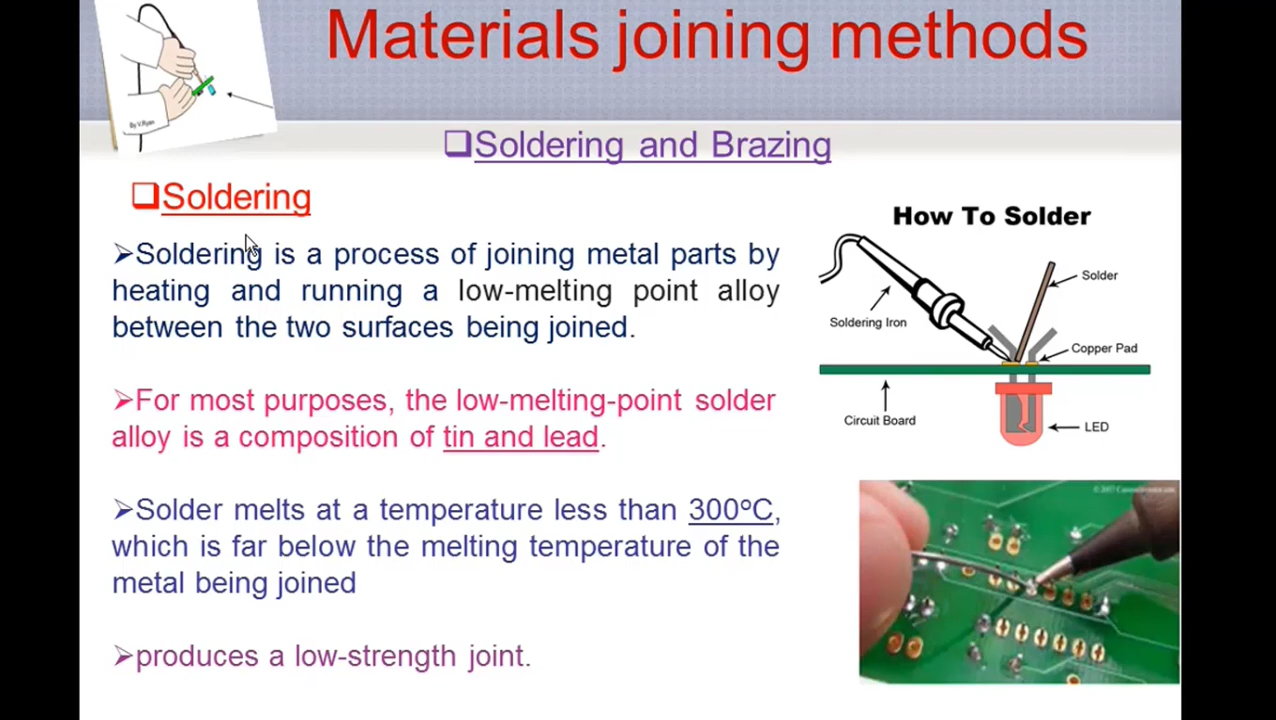 Materials joining methods
By V.Ryan
❑Soldering and Brazing
❑Soldering
➢Soldering is a process of joining metal parts by
heating and running a low-melting point alloy
between the two surfaces being joined.
➢For most purposes, the low-melting-point solder
alloy is a composition of tin and lead.
➢Solder melts at a temperature less than 300°C,
which is far below the melting temperature of the
metal being joined
➢produces a low-strength joint.
How To Solder
Solder
Soldering Iron
Copper Pad
Circuit Board
LED